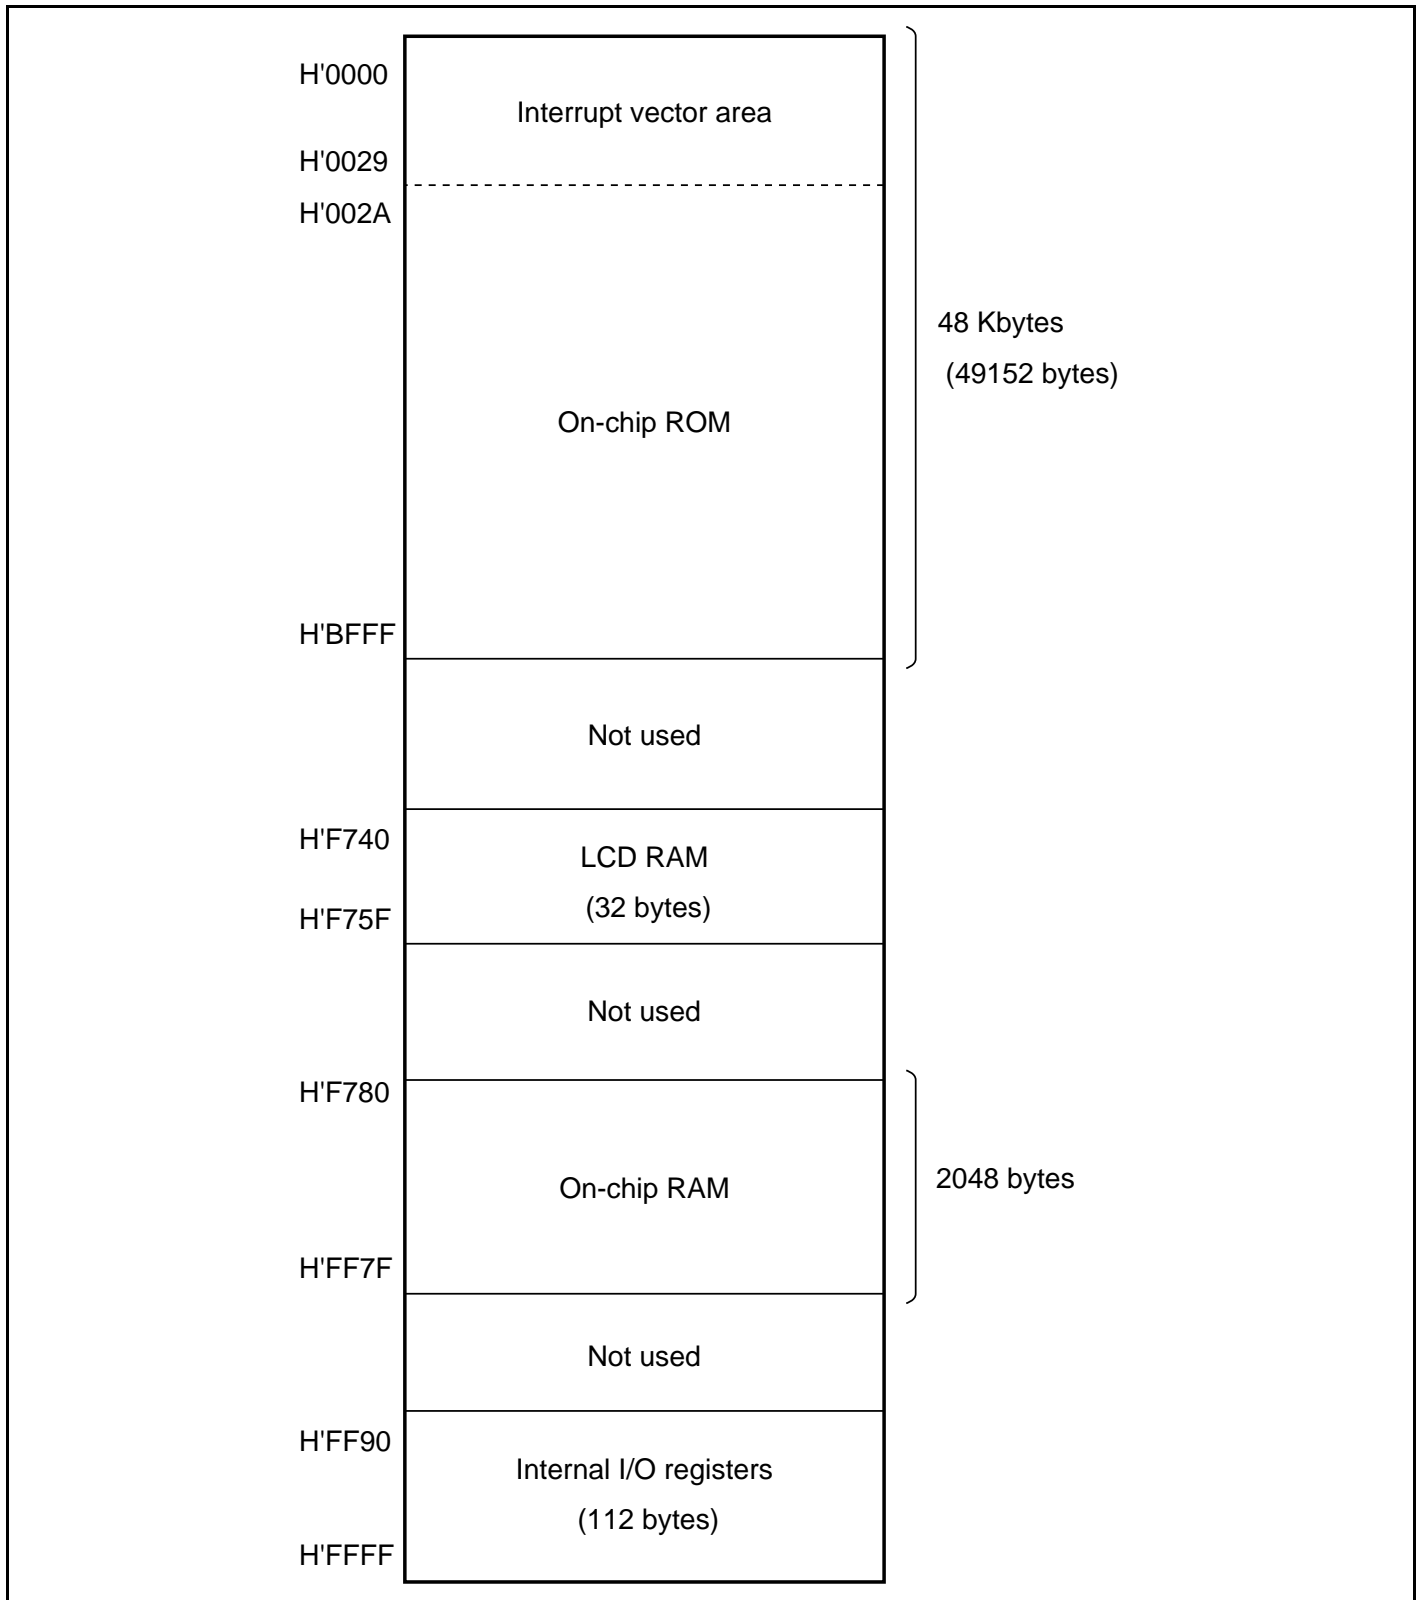 H'0000
Interrupt vector area
H'0029
H'002A
48 Kbytes
(49152 bytes)
On-chip ROM
H'BFFF
Not used
H'F740
LCD RAM
(32 bytes)
H'F75F
Not used
H'F780
On-chip RAM
2048 bytes
H'FF7F
Not used
H'FF90
Internal I/O registers
(112 bytes)
H'FFFF